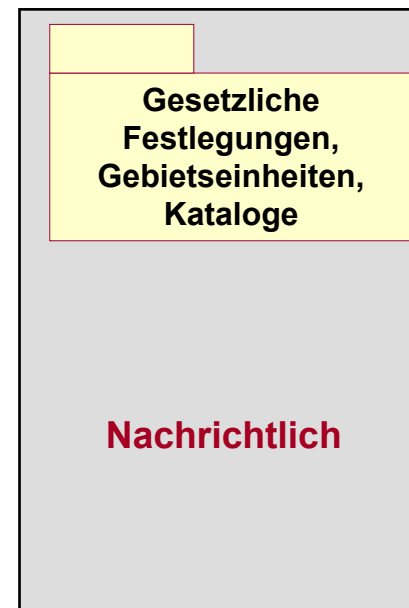 Gesetzliche
Festlegungen,
Gebietseinheiten,
Kataloge
Nachrichtlich